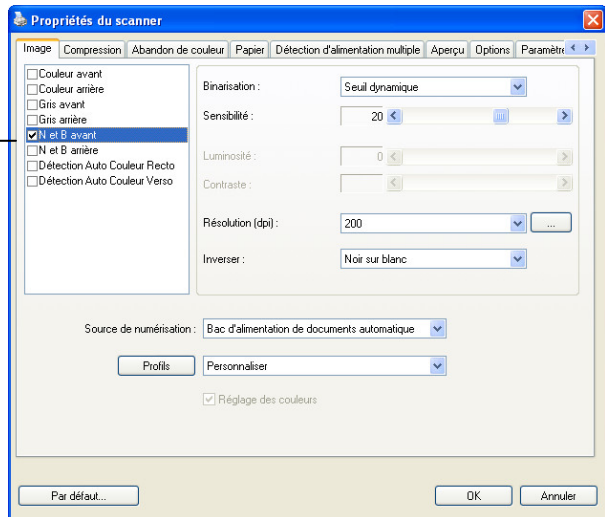 Propriétés du scanner
Image Compression Abandon de couleur Papier Détection d'alimentation multiple Aperçu Options Paramètre
Couleur avant
Couleur arrière
Gris avant
Gris arrière
N et B avant
N et B arrière
Détection Auto Couleur Recto
Détection Auto Couleur Verso
Binarisation : Seuil dynamique
Sensibilité : 20
Luminosité : 0
Contraste :
Résolution (dpi) : 200 ...
Inverser : Noir sur blanc
Source de numérisation : Bac d'alimentation de documents automatique
Profils Personnaliser
Réglage des couleurs
Par défaut... OK Annuler